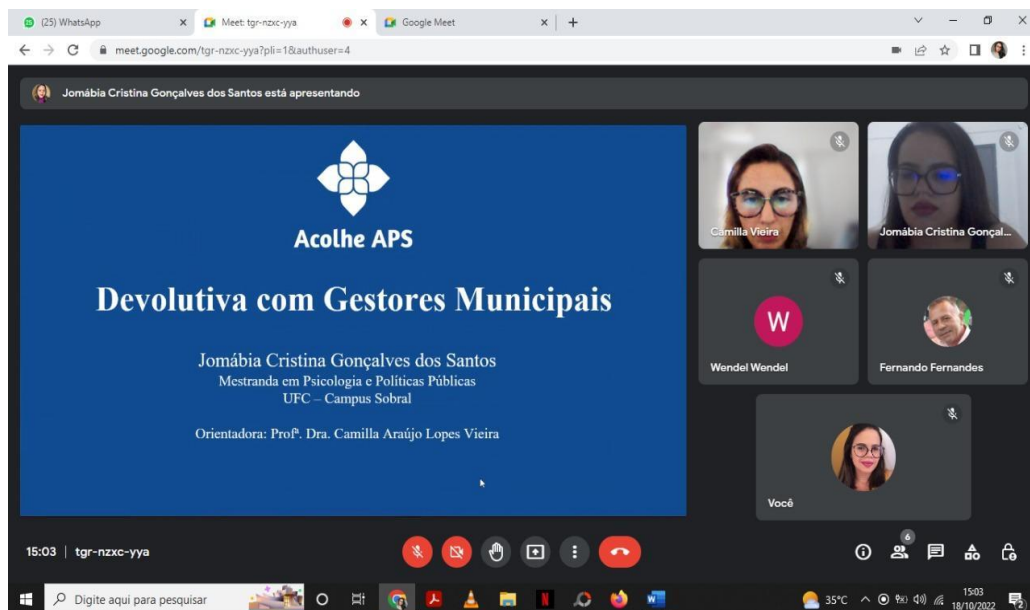 (25) WhatsApp
Meet: tgr-nzxc-yya
Google Meet
meet.google.com/tgr-nzxc-yya?pli=1&authuser=4
Jomábia Cristina Gonçalves dos Santos está apresentando
Acolhe APS
Devolutiva com Gestores Municipais
Jomábia Cristina Gonçalves dos Santos
Mestranda em Psicologia e Políticas Públicas
UFC – Campus Sobral
Orientadora: Profª. Dra. Camilla Araújo Lopes Vieira
Camilla Vieira
Jomábia Cristina Gonçal...
W
Wendel Wendel
Fernando Fernandes
Você
15:03 | tgr-nzxc-yya
6
Digite aqui para pesquisar
35°C
15:03
18/10/2022